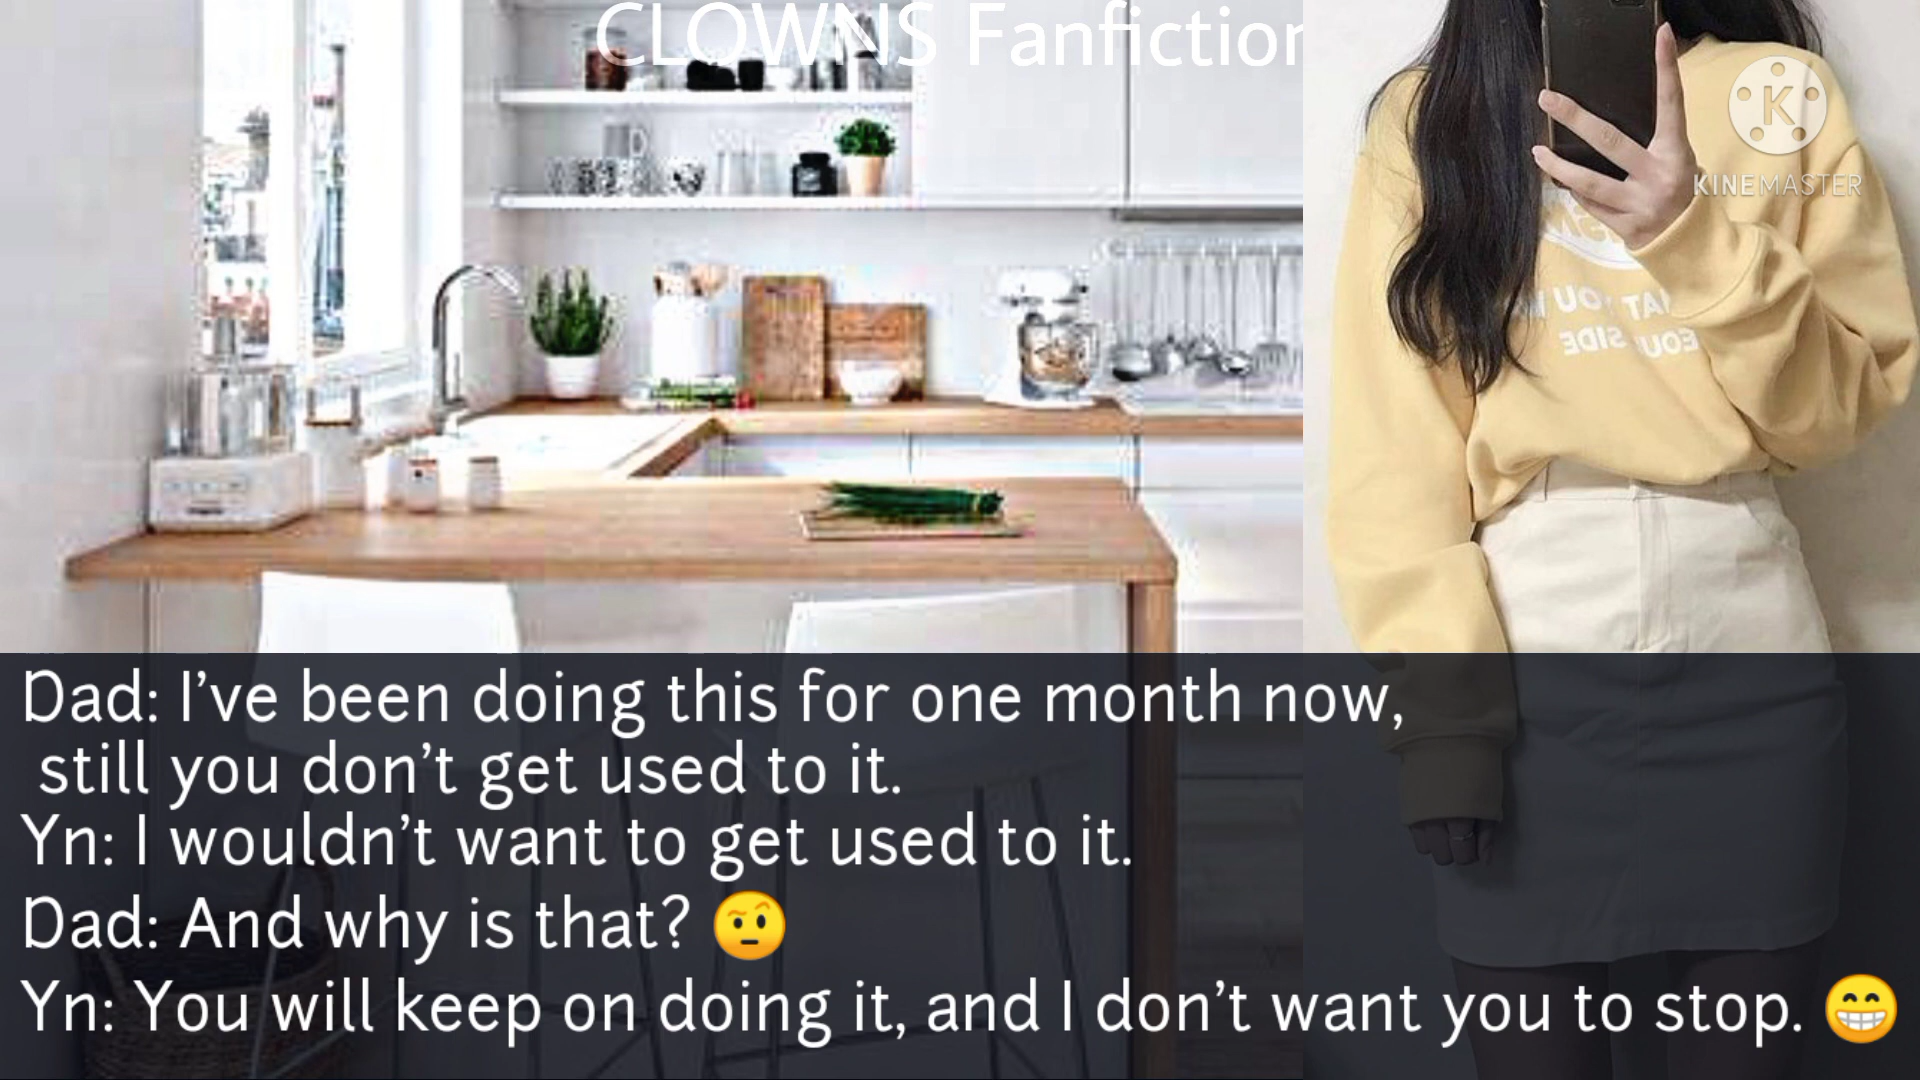 CLOWNS Fanfiction
KINEMASTER
Dad: I've been doing this for one month now,
still you don't get used to it.
Yn: I wouldn't want to get used to it.
Dad: And why is that? 🤨
Yn: You will keep on doing it, and I don't want you to stop. 😁